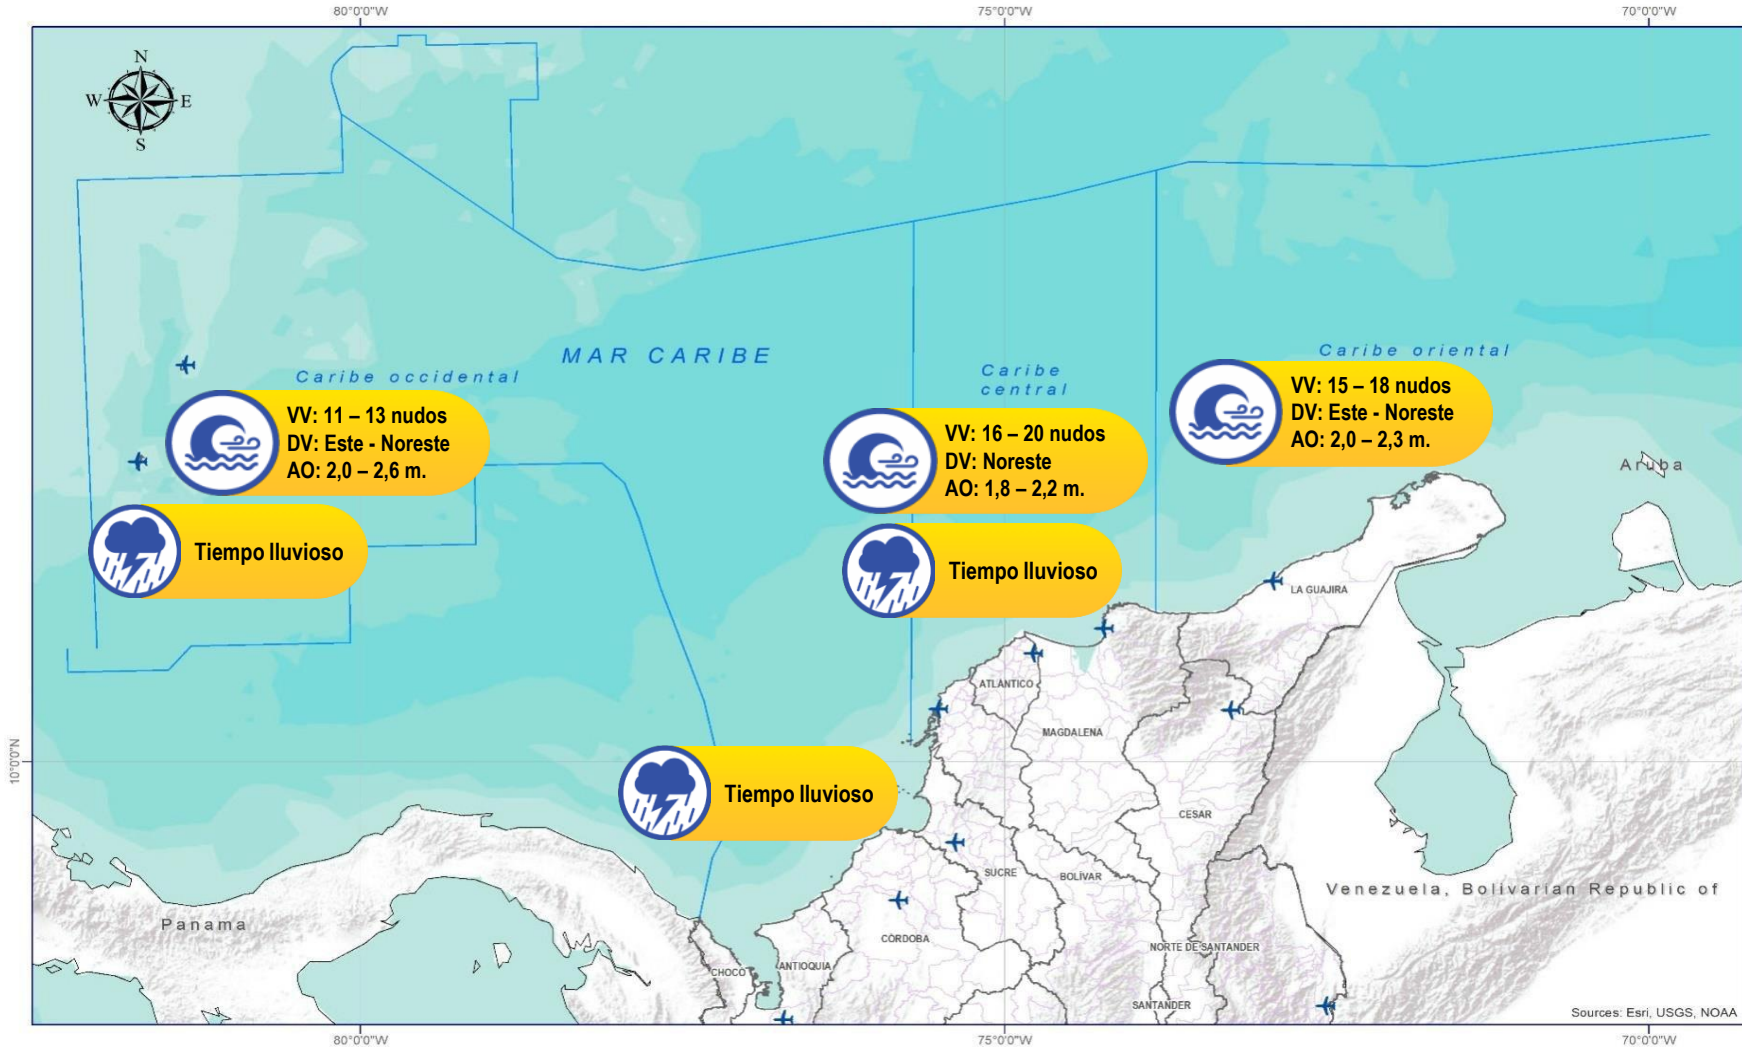 80°0'0"W
75°0'0"W
70°0'0"W
N
W
E
S
MAR CARIBE
Caribe occidental
Caribe
central
Caribe oriental
VV: 11 – 13 nudos
DV: Este - Noreste
AO: 2,0 – 2,6 m.
VV: 16 – 20 nudos
DV: Noreste
AO: 1,8 – 2,2 m.
VV: 15 – 18 nudos
DV: Este - Noreste
AO: 2,0 – 2,3 m.
Aruba
Tiempo lluvioso
Tiempo lluvioso
LA GUAJIRA
ATLÁNTICO
MAGDALENA
10°0'0"N
Tiempo lluvioso
CESAR
SUCRE
BOLÍVAR
Venezuela, Bolivarian Republic of
Panama
CÓRDOBA
NORTE DE SANTANDER
CHOCÓ
ANTIOQUIA
SANTANDER
Sources: Esri, USGS, NOAA
80°0'0"W
75°0'0"W
70°0'0"W